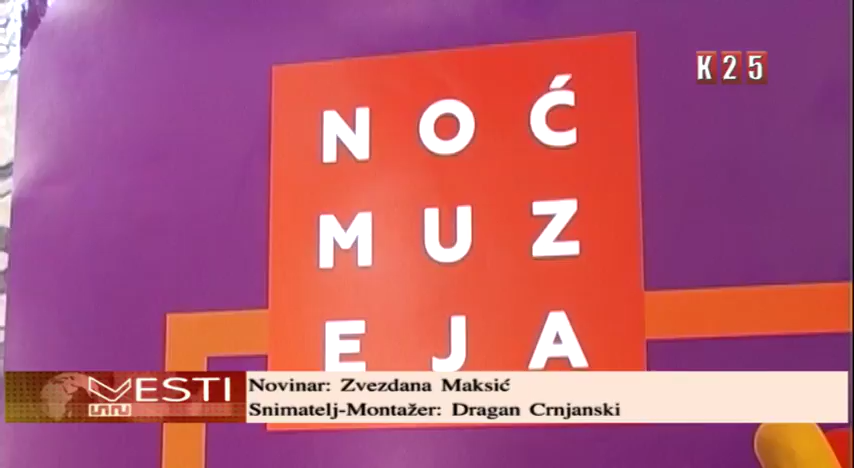 K25
NOĆ
MUZ
EJA
VESTI
Novinar: Zvezdana Maksić
Snimatelj-Montažer: Dragan Crnjanski